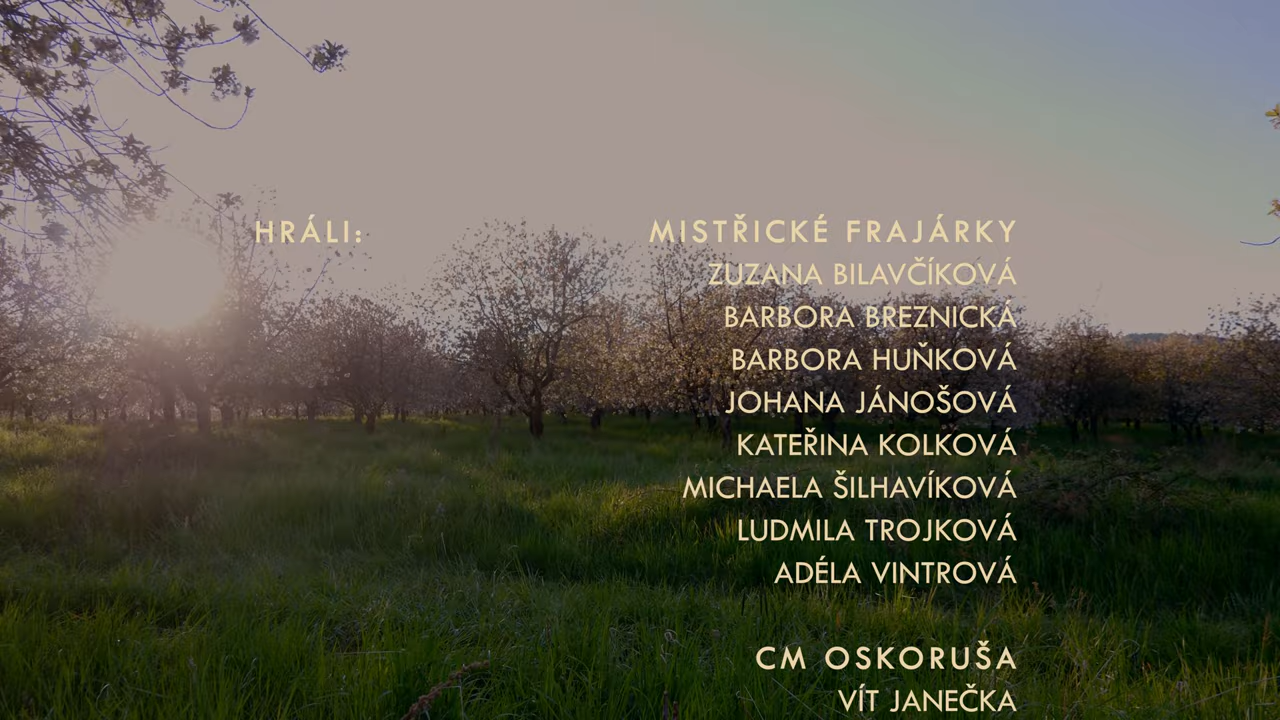 HRÁLI: MISTŘICKÉ FRAJÁRKY
ZUZANA BILAVČÍKOVÁ
BARBORA BREZNICKÁ
BARBORA HUŇKOVÁ
JOHANA JÁNOŠOVÁ
KATEŘINA KOLKOVÁ
MICHAELA ŠILHAVÍKOVÁ
LUDMILA TROJKOVÁ
ADÉLA VINTROVÁ
CM OSKORUŠA
VÍT JANEČKA